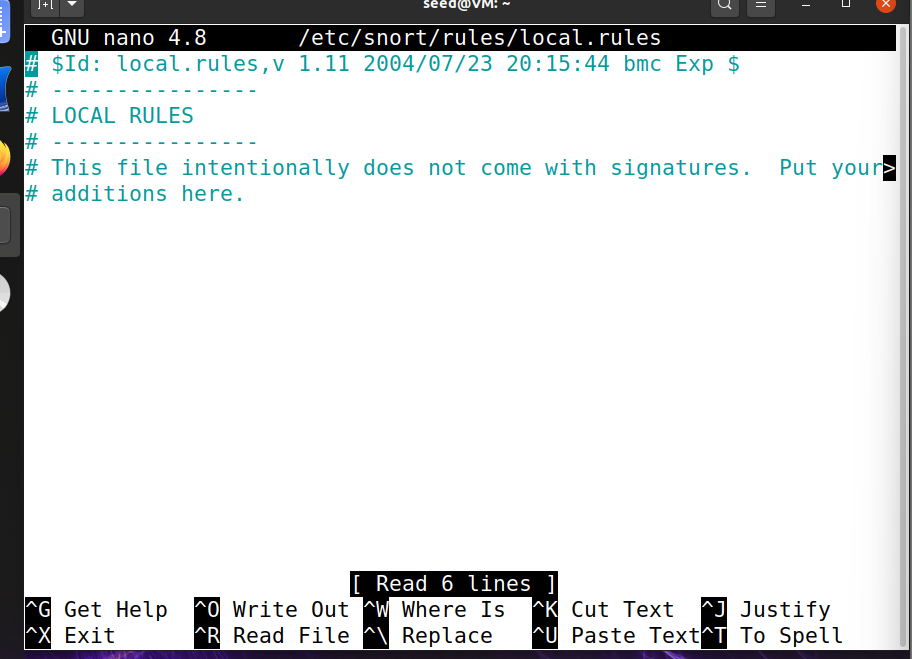 seed@VM: ~
GNU nano 4.8 /etc/snort/rules/local.rules
# $Id: local.rules,v 1.11 2004/07/23 20:15:44 bmc Exp $
# ----------------
# LOCAL RULES
# ----------------
# This file intentionally does not come with signatures.  Put your>
# additions here.
[ Read 6 lines ]
^G Get Help ^O Write Out ^W Where Is ^K Cut Text ^J Justify
^X Exit ^R Read File ^\ Replace ^U Paste Text ^T To Spell